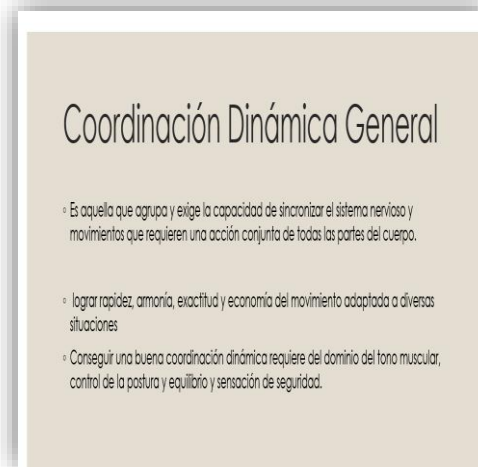 Coordinación Dinámica General
◦ Es aquella que agrupa y exige la capacidad de sincronizar el sistema nervioso y
movimientos que requieren una acción conjunta de todas las partes del cuerpo.
◦ lograr rapidez, armonía, exactitud y economía del movimiento adaptada a diversas
situaciones
◦ Conseguir una buena coordinación dinámica requiere del dominio del tono muscular,
control de la postura y equilibrio y sensación de seguridad.